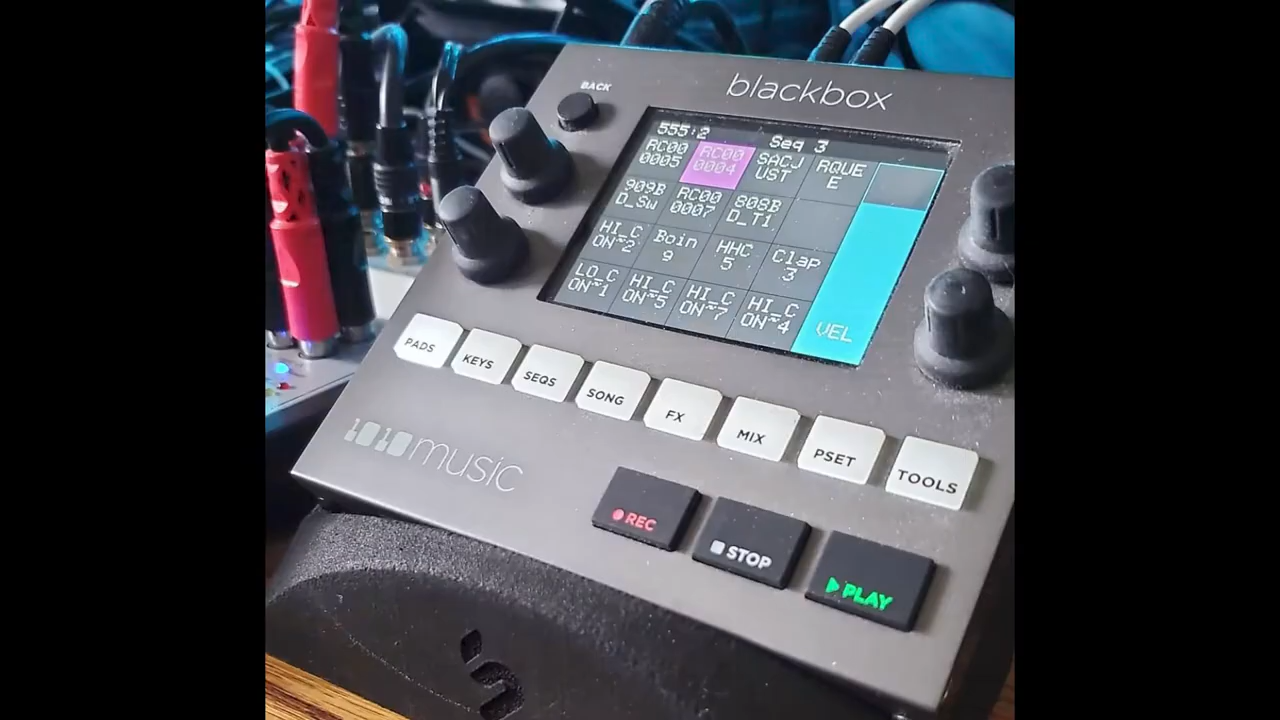 BACK
blackbox
555:2 Seq 3
RC00 RC00 SACJ RQUE
0005 0004 UST E
909B RC00 808B
D_Sw 0007 D_T1
HI_C Boin HHC Clap
ON~2 9 5 3
LO_C HI_C HI_C HI_C
ON~1 ON~5 ON~7 ON~4
VEL
PADS KEYS SEQS SONG FX MIX PSET TOOLS
1010music
REC STOP PLAY